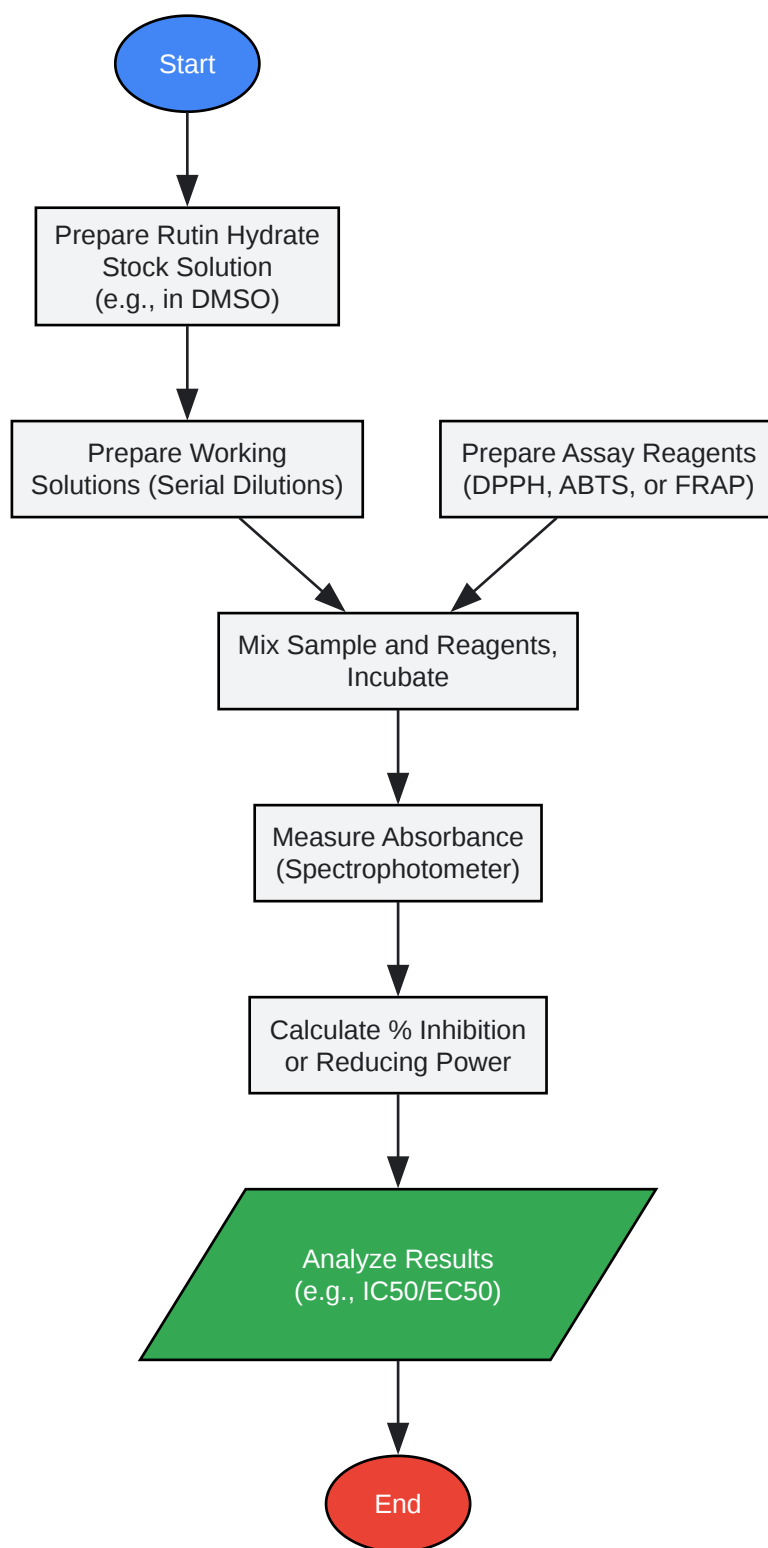 Start
Prepare Rutin Hydrate
Stock Solution
(e.g., in DMSO)
Prepare Working
Solutions (Serial Dilutions)
Prepare Assay Reagents
(DPPH, ABTS, or FRAP)
Mix Sample and Reagents,
Incubate
Measure Absorbance
(Spectrophotometer)
Calculate % Inhibition
or Reducing Power
Analyze Results
(e.g., IC50/EC50)
End